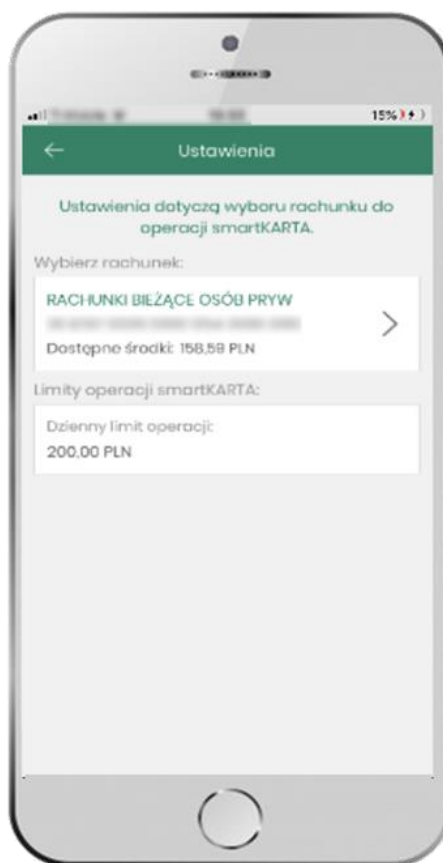 15%
Ustawienia
Ustawienia dotyczą wyboru rachunku do
operacji smartKARTA.
Wybierz rachunek:
RACHUNKI BIEŻĄCE OSÓB PRYW
Dostępne środki: 158,59 PLN
Limity operacji smartKARTA:
Dzienny limit operacji:
200,00 PLN